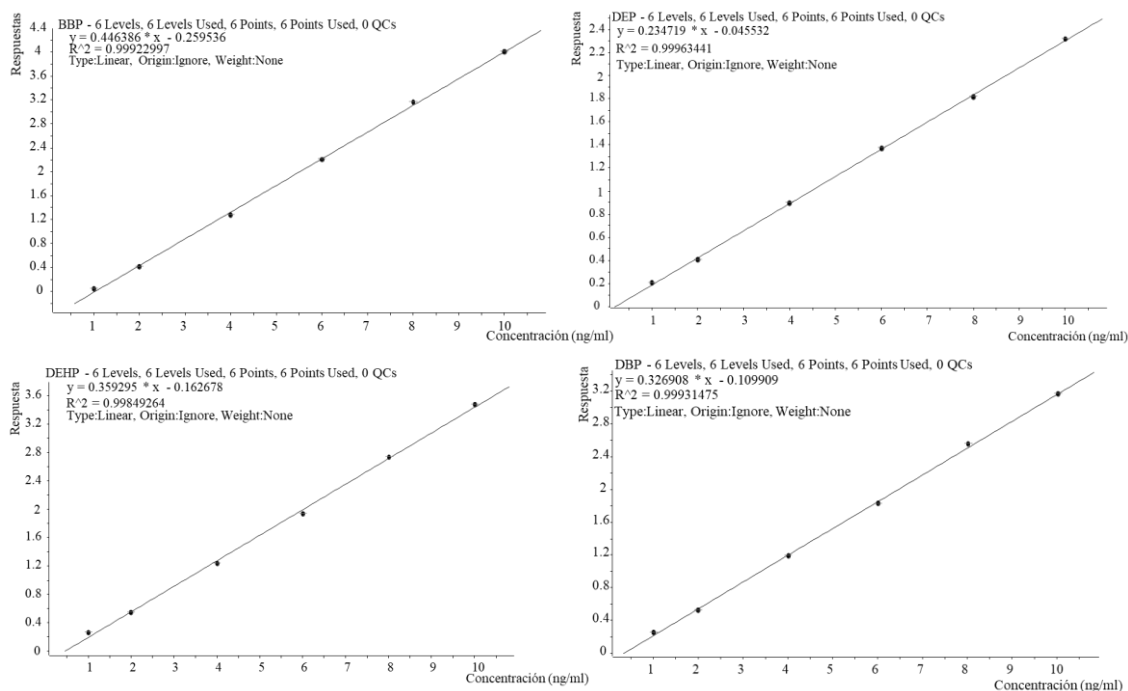 BBP - 6 Levels, 6 Levels Used, 6 Points, 6 Points Used, 0 QCs
y = 0.446386 * x - 0.259536
R^2 = 0.99922997
Type:Linear, Origin:Ignore, Weight:None
Respuestas
4.4
4
3.6
3.2
2.8
2.4
2
1.6
1.2
0.8
0.4
0
1 2 3 4 5 6 7 8 9 10
Concentración (ng/ml)
DEP - 6 Levels, 6 Levels Used, 6 Points, 6 Points Used, 0 QCs
y = 0.234719 * x - 0.045532
R^2 = 0.99963441
Type:Linear, Origin:Ignore, Weight:None
Respuesta
2.4
2.2
2
1.8
1.6
1.4
1.2
1
0.8
0.6
0.4
0.2
0
1 2 3 4 5 6 7 8 9 10
Concentración (ng/ml)
DEHP - 6 Levels, 6 Levels Used, 6 Points, 6 Points Used, 0 QCs
y = 0.359295 * x - 0.162678
R^2 = 0.99849264
Type:Linear, Origin:Ignore, Weight:None
Respuesta
3.6
3.2
2.8
2.4
2
1.6
1.2
0.8
0.4
0
1 2 3 4 5 6 7 8 9 10
Concentración (ng/ml)
DBP - 6 Levels, 6 Levels Used, 6 Points, 6 Points Used, 0 QCs
y = 0.326908 * x - 0.109909
R^2 = 0.99931475
Type:Linear, Origin:Ignore, Weight:None
Respuesta
3.2
2.8
2.4
2
1.6
1.2
0.8
0.4
1 2 3 4 5 6 7 8 9 10
Concentración (ng/ml)